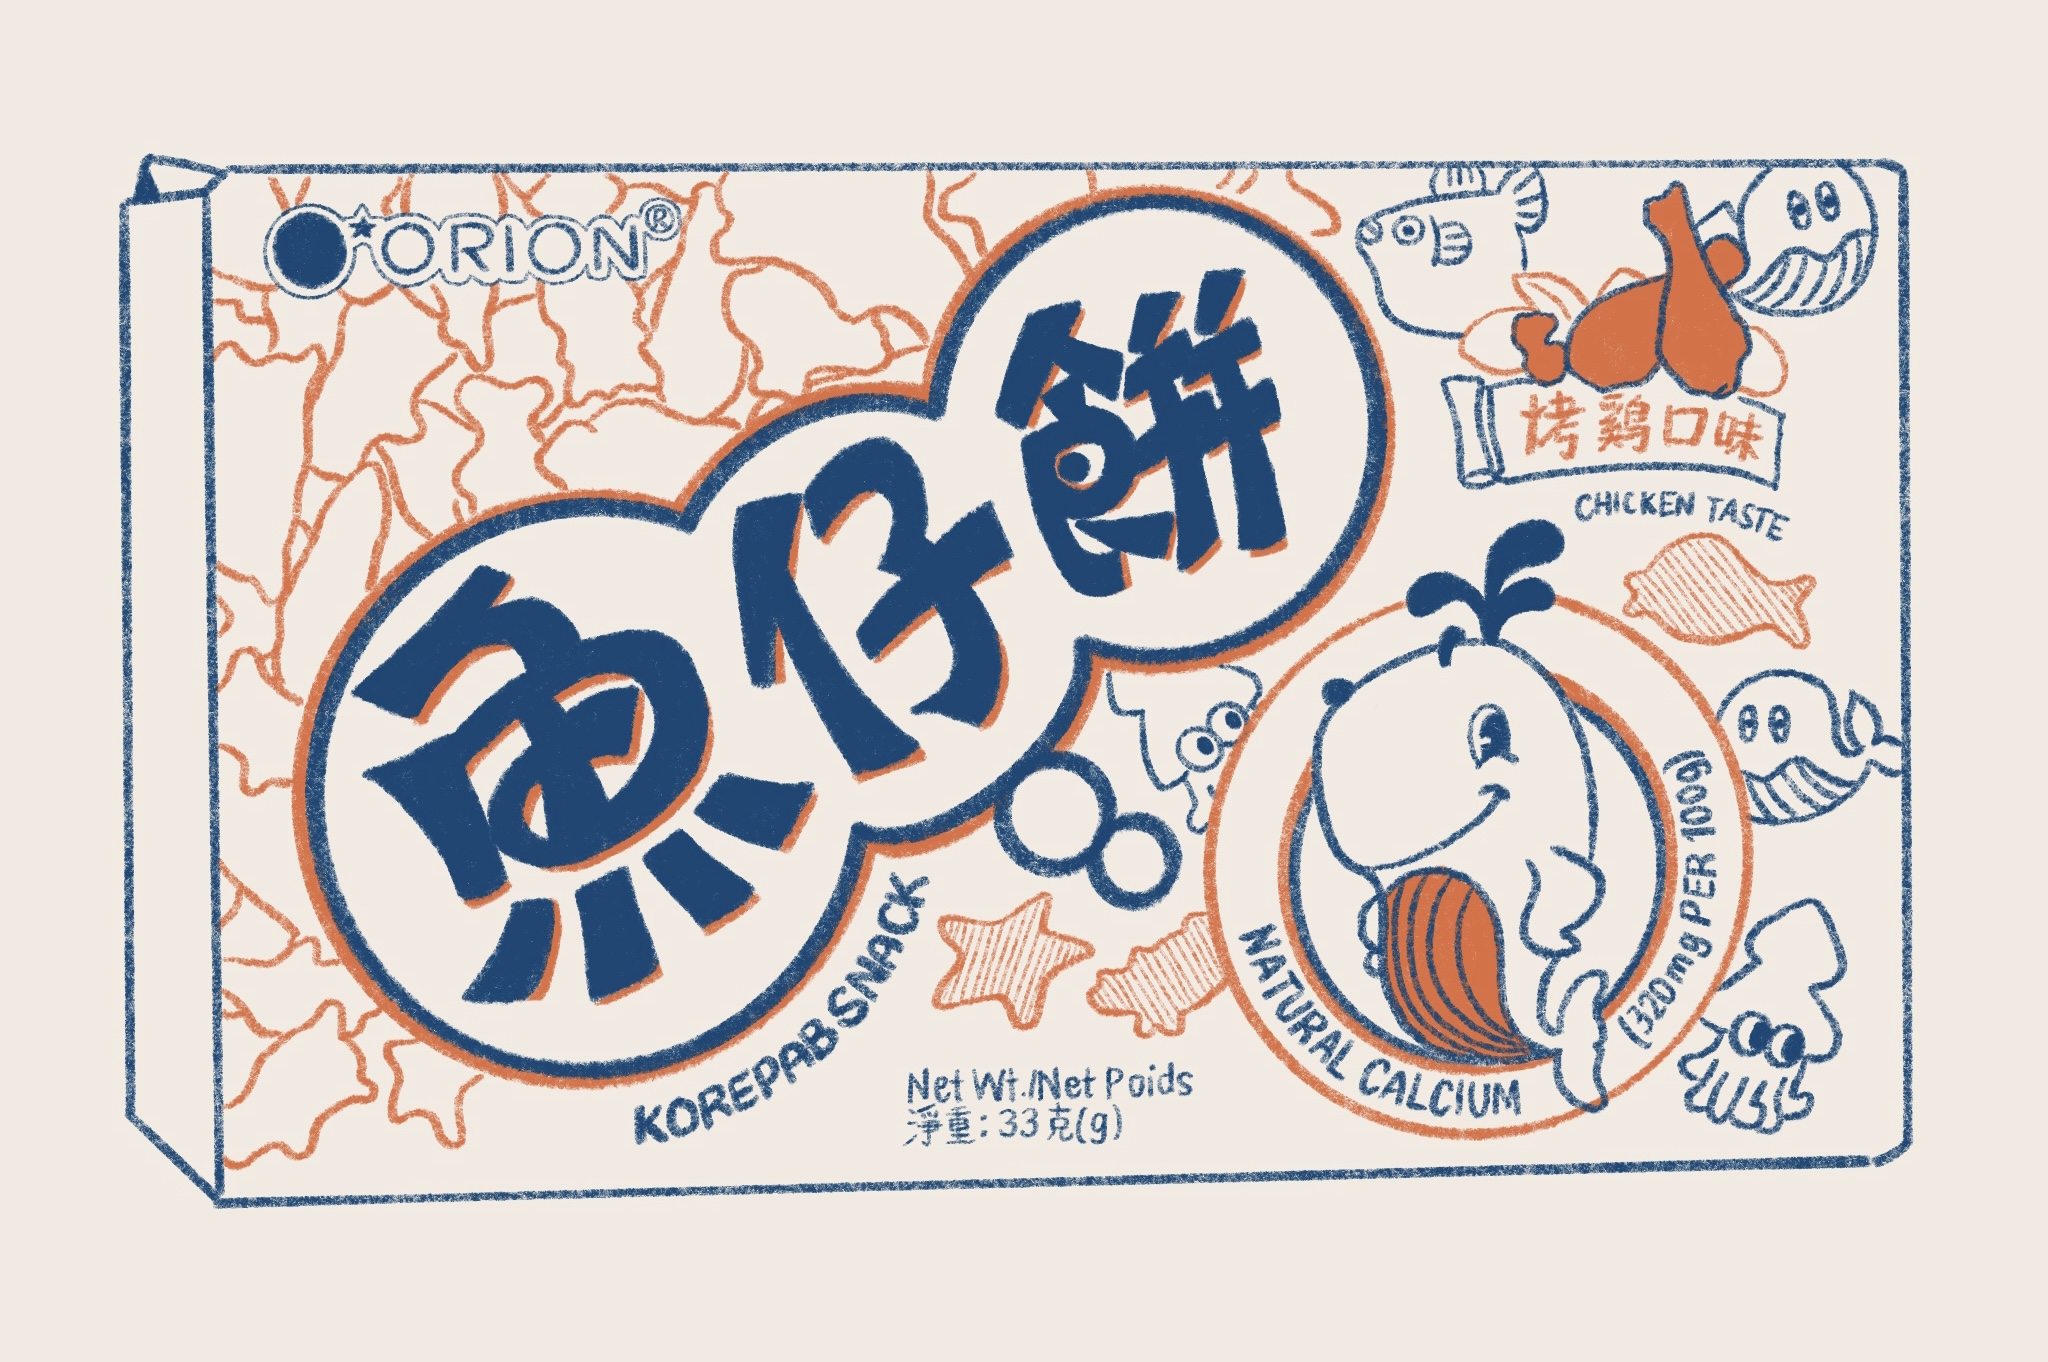 ORION®
魚仔餅
烤鷄口味
CHICKEN TASTE
KOREPAB SNACK
Net Wt./Net Poids
淨重:33克(g)
NATURAL CALCIUM
(320mg PER 100g)